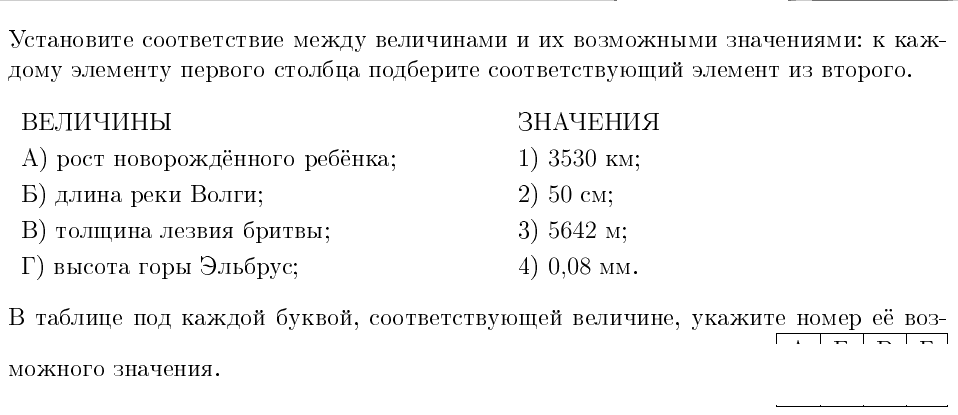 Установите соответствие между величинами и их возможными значениями: к каж-
дому элементу первого столбца подберите соответствующий элемент из второго.
ВЕЛИЧИНЫ ЗНАЧЕНИЯ
А) рост новорождённого ребёнка; 1) 3530 км;
Б) длина реки Волги; 2) 50 см;
В) толщина лезвия бритвы; 3) 5642 м;
Г) высота горы Эльбрус; 4) 0,08 мм.
В таблице под каждой буквой, соответствующей величине, укажите номер её воз-
можного значения.